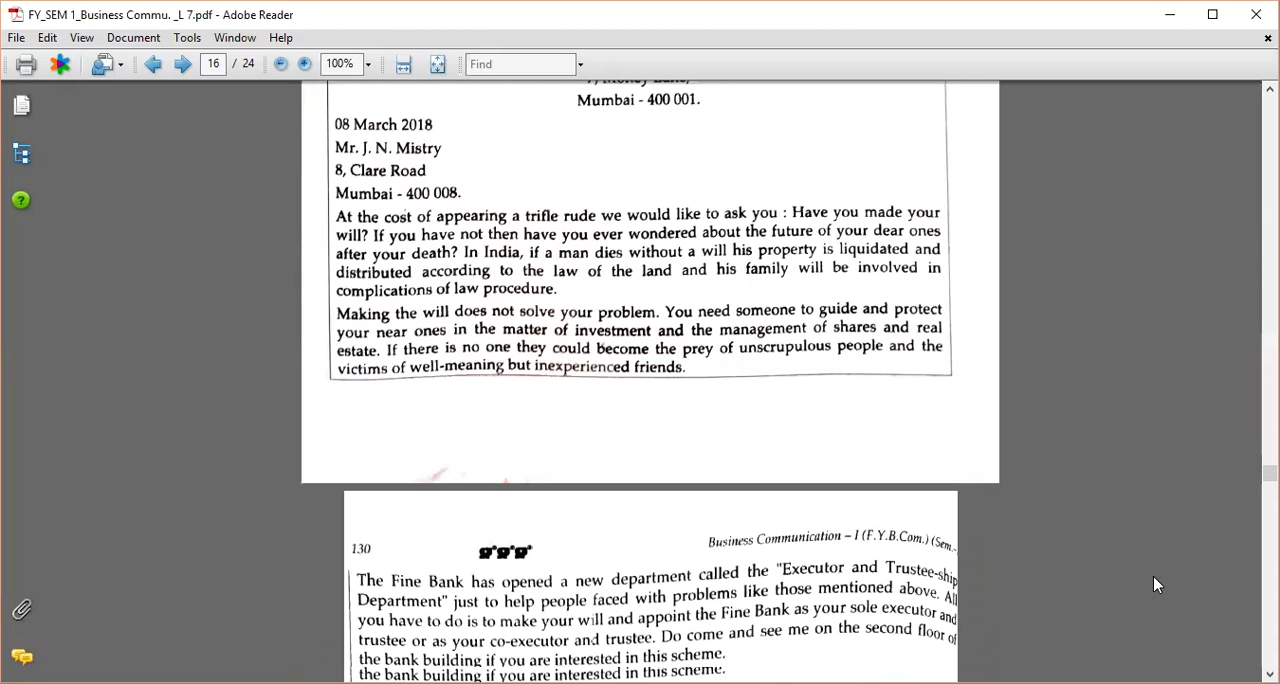 FY_SEM 1_Business Commu. _L 7.pdf - Adobe Reader
File Edit View Document Tools Window Help
16 / 24 100% Find
Mumbai - 400 001.
08 March 2018
Mr. J. N. Mistry
8, Clare Road
Mumbai - 400 008.
At the cost of appearing a trifle rude we would like to ask you : Have you made your
will? If you have not then have you ever wondered about the future of your dear ones
after your death? In India, if a man dies without a will his property is liquidated and
distributed according to the law of the land and his family will be involved in
complications of law procedure.
Making the will does not solve your problem. You need someone to guide and protect
your near ones in the matter of investment and the management of shares and real
estate. If there is no one they could become the prey of unscrupulous people and the
victims of well-meaning but inexperienced friends.
130 Business Communication – I (F.Y.B.Com.) (Sem.-
The Fine Bank has opened a new department called the "Executor and Trustee-ship
Department" just to help people faced with problems like those mentioned above. All
you have to do is to make your will and appoint the Fine Bank as your sole executor and
trustee or as your co-executor and trustee. Do come and see me on the second floor of
the bank building if you are interested in this scheme.
the bank building if you are interested in this scheme.